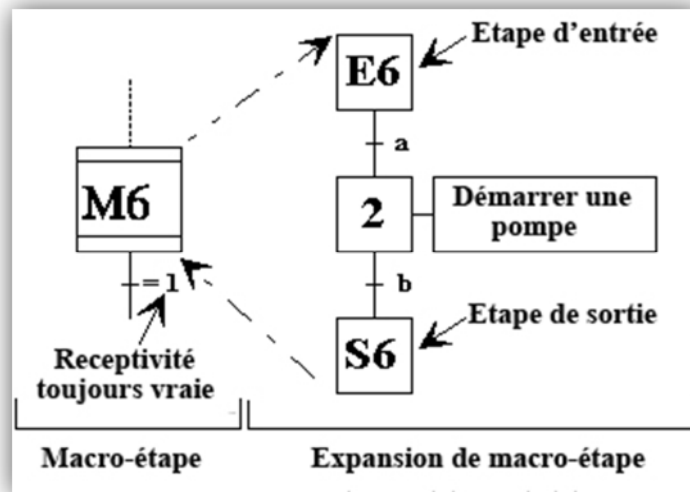 Etape d'entrée
E6
a
M6
2
Démarrer une
pompe
= 1
b
Etape de sortie
S6
Receptivité
toujours vraie
Macro-étape
Expansion de macro-étape